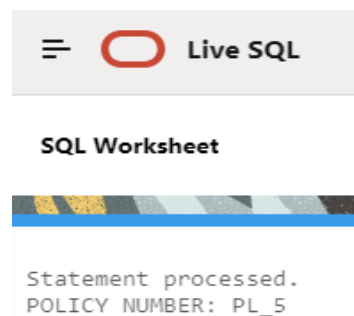 Live SQL
SQL Worksheet
Statement processed.
POLICY NUMBER: PL_5